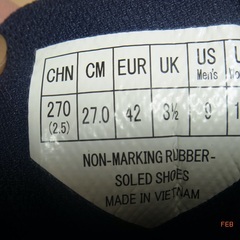 CHN CM EUR UK US
Men's
270 27.0 42 3½ 9
(2.5)
NON-MARKING RUBBER-
SOLED SHOES
MADE IN VIETNAM
FEB